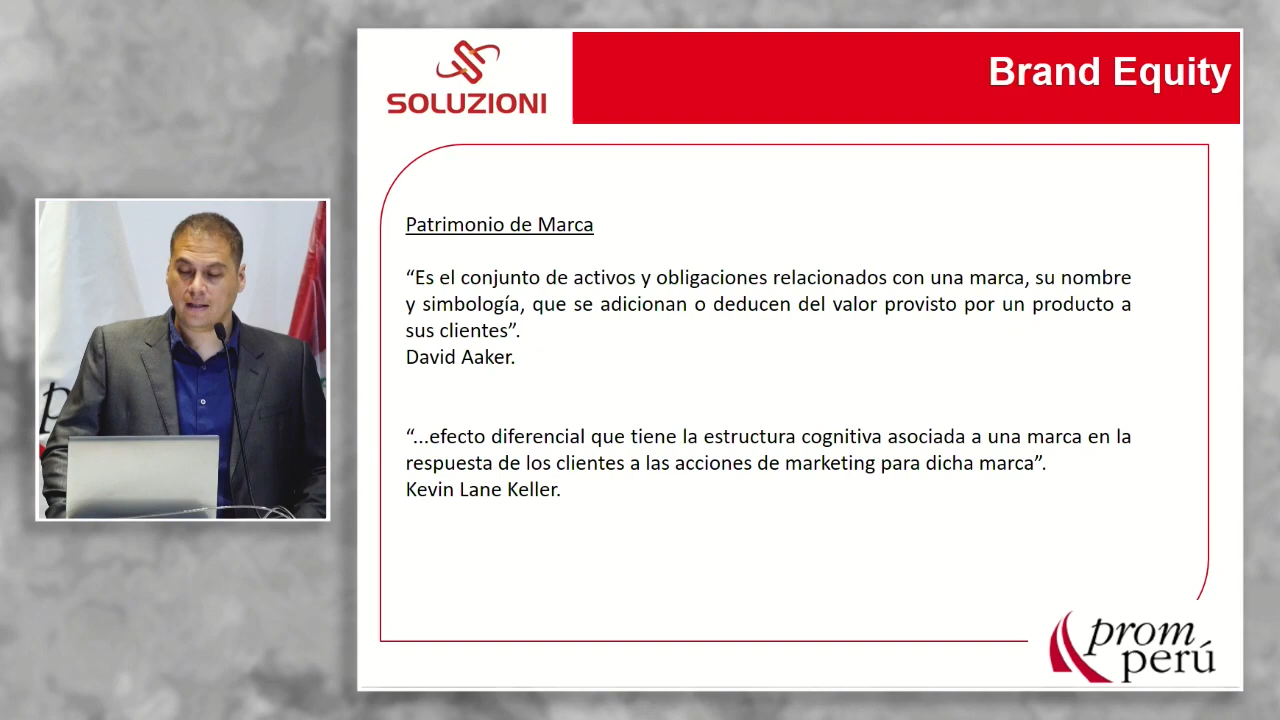 SOLUZIONI
Brand Equity
Patrimonio de Marca
“Es el conjunto de activos y obligaciones relacionados con una marca, su nombre
y simbología, que se adicionan o deducen del valor provisto por un producto a
sus clientes”.
David Aaker.
“...efecto diferencial que tiene la estructura cognitiva asociada a una marca en la
respuesta de los clientes a las acciones de marketing para dicha marca”.
Kevin Lane Keller.
prom
perú